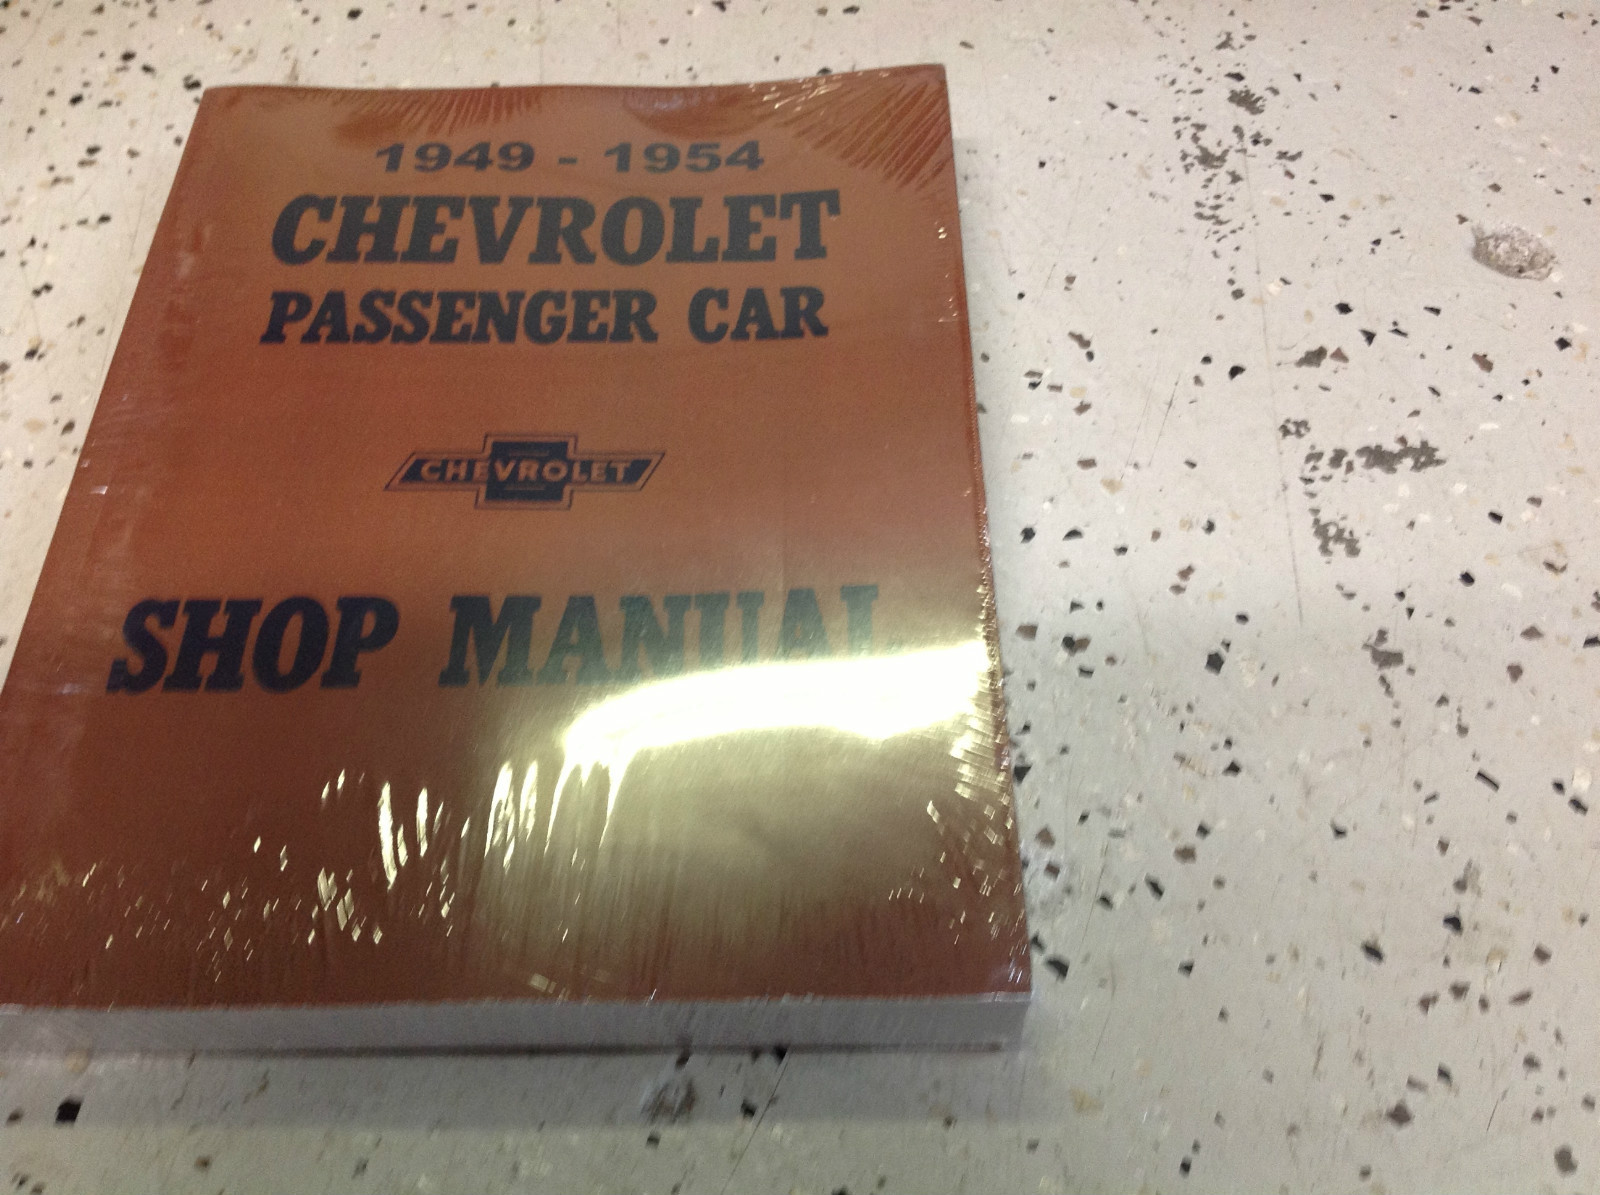 1949 - 1954
CHEVROLET
PASSENGER CAR
CHEVROLET
SHOP MANUAL